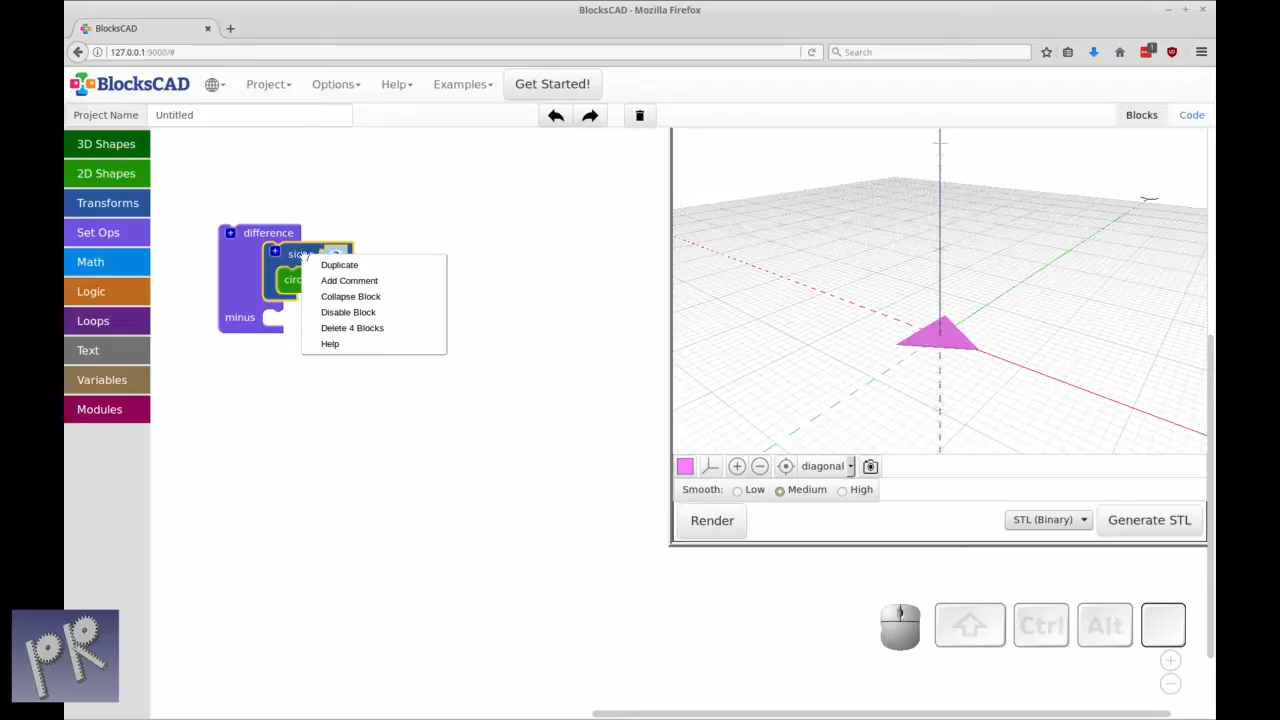 BlocksCAD - Mozilla Firefox
BlocksCAD
127.0.0.1:9000/#
Search
1
BlocksCAD
Project
Options
Help
Examples
Get Started!
Project Name
Untitled
Blocks
Code
3D Shapes
2D Shapes
Transforms
Set Ops
Math
Logic
Loops
Text
Variables
Modules
difference
minus
Duplicate
Add Comment
Collapse Block
Disable Block
Delete 4 Blocks
Help
diagonal
Smooth: Low Medium High
Render
STL (Binary)
Generate STL
Ctrl
Alt
PR